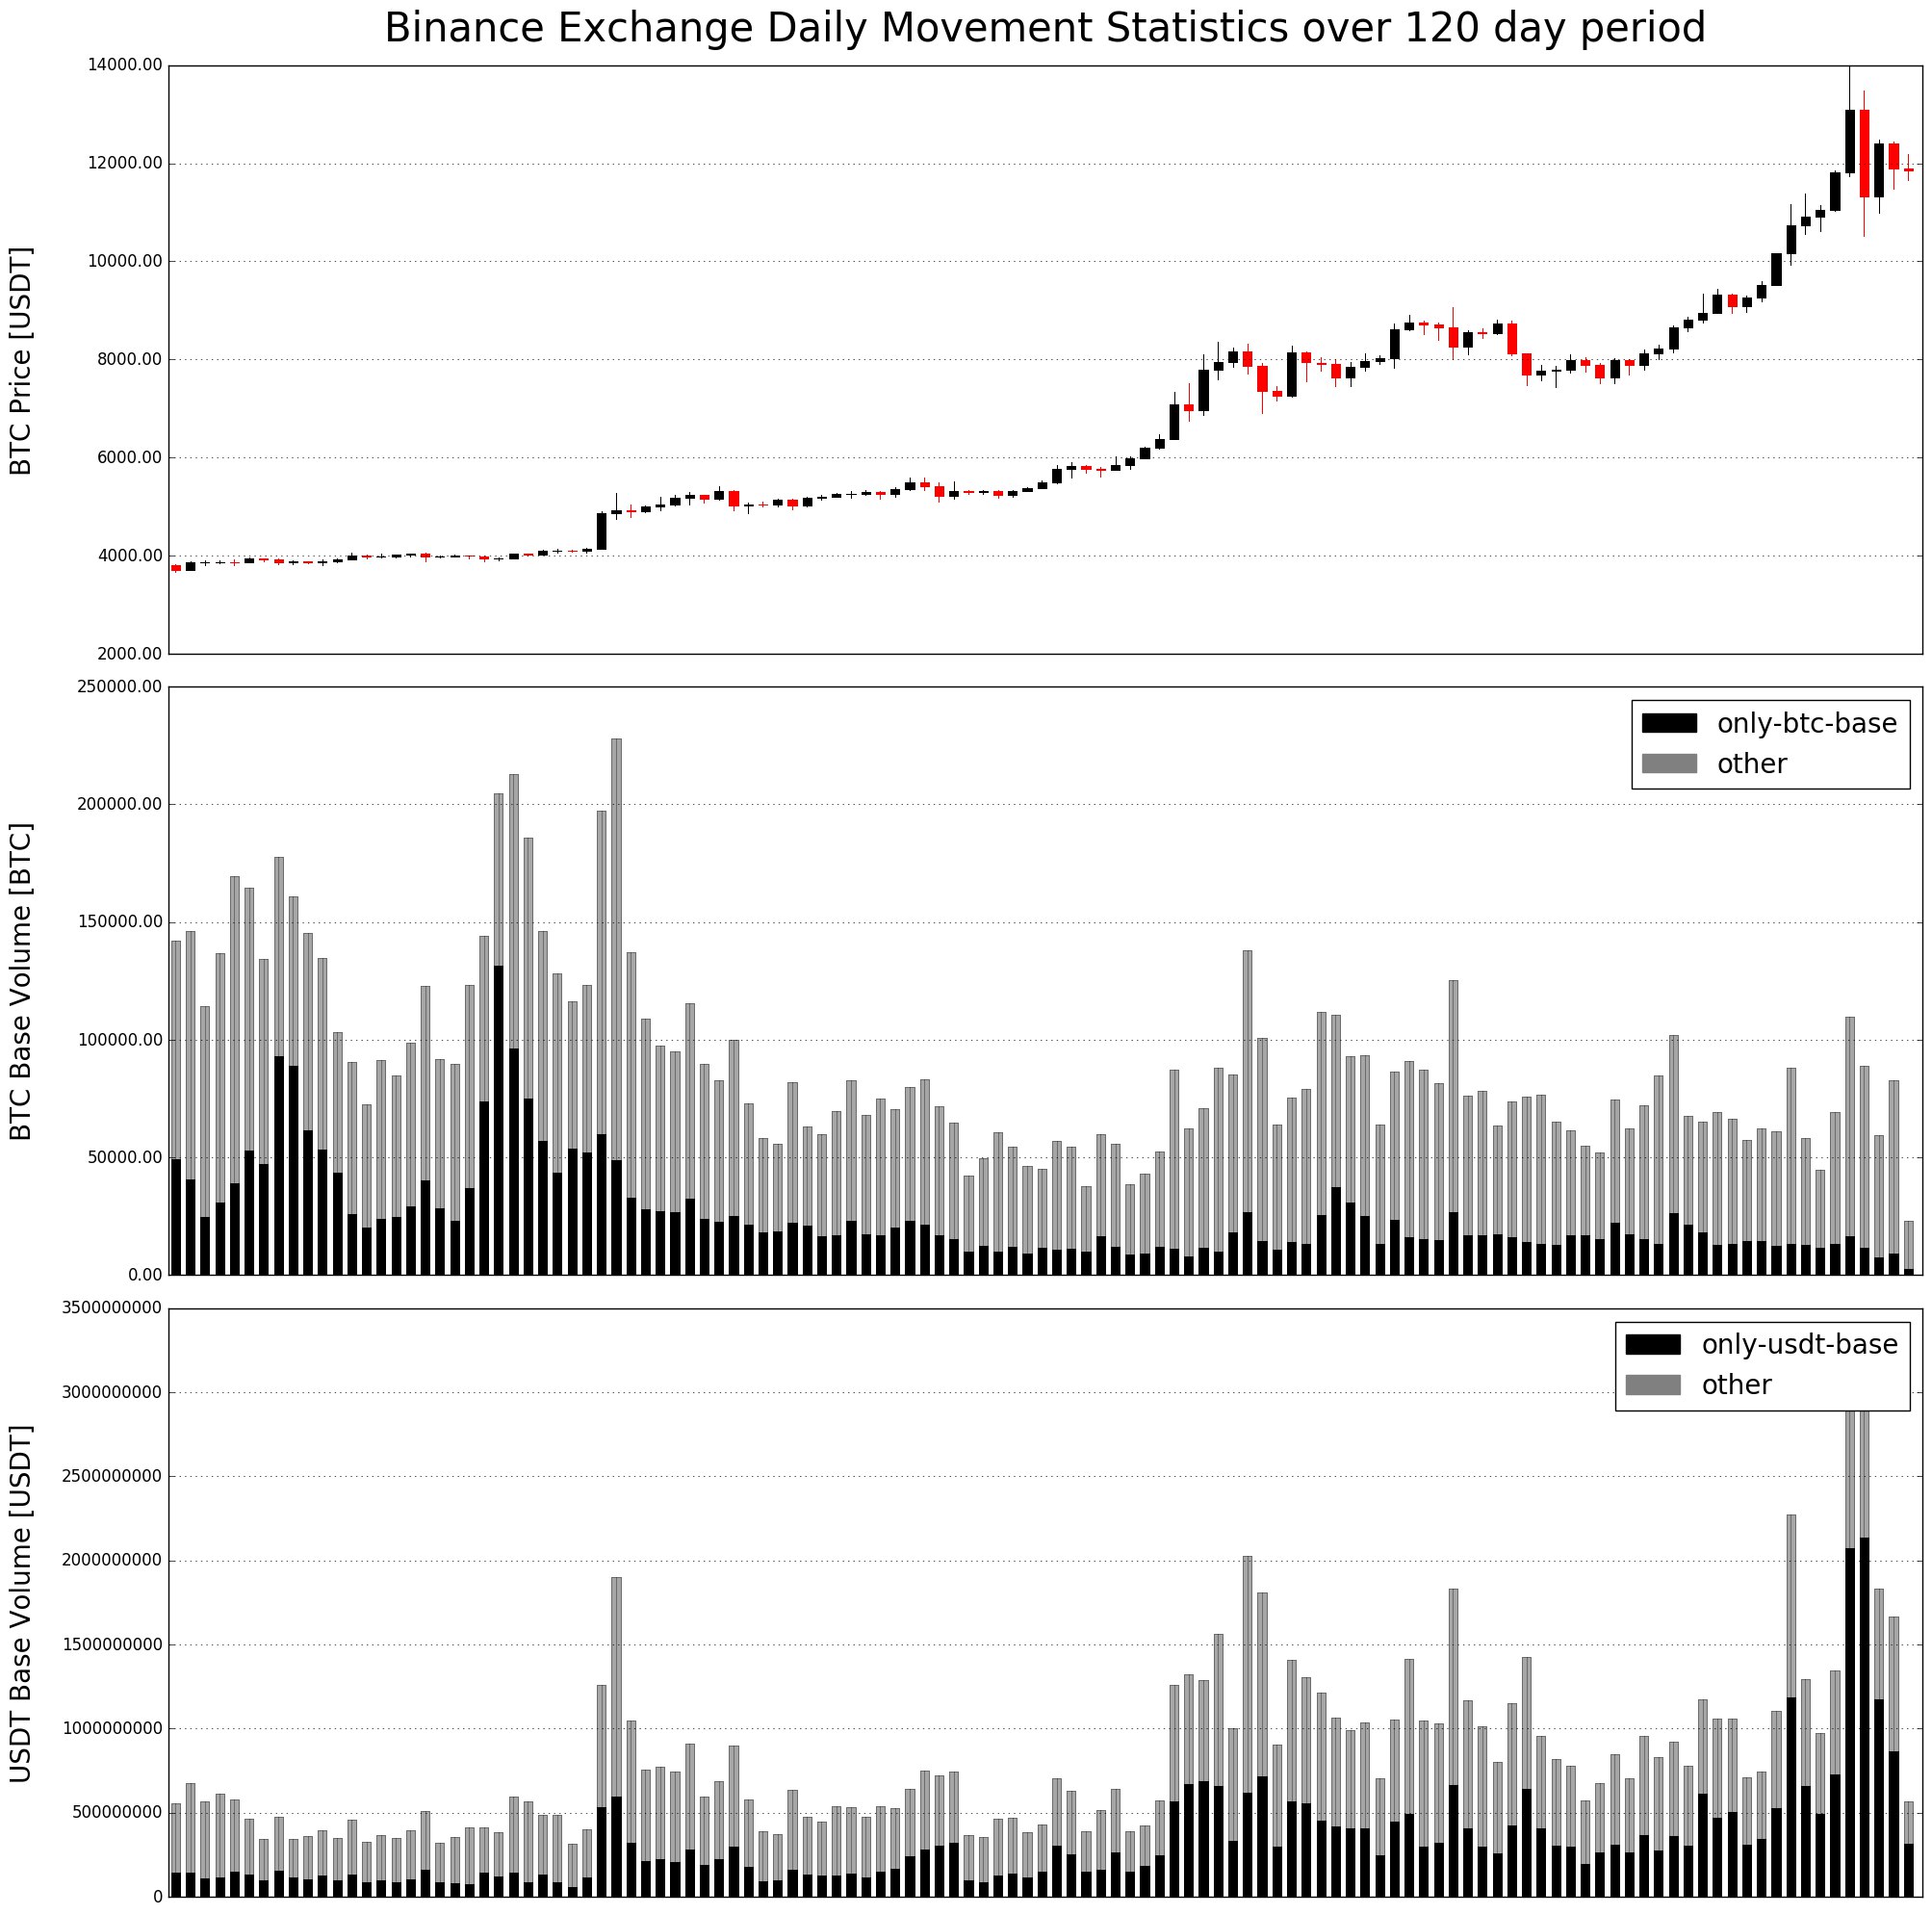 Binance Exchange Daily Movement Statistics over 120 day period
14000.00
12000.00
10000.00
8000.00
6000.00
4000.00
2000.00
BTC Price [USDT]
250000.00
200000.00
150000.00
100000.00
50000.00
0.00
BTC Base Volume [BTC]
only-btc-base
other
3500000000
3000000000
2500000000
2000000000
1500000000
1000000000
500000000
0
USDT Base Volume [USDT]
only-usdt-base
other